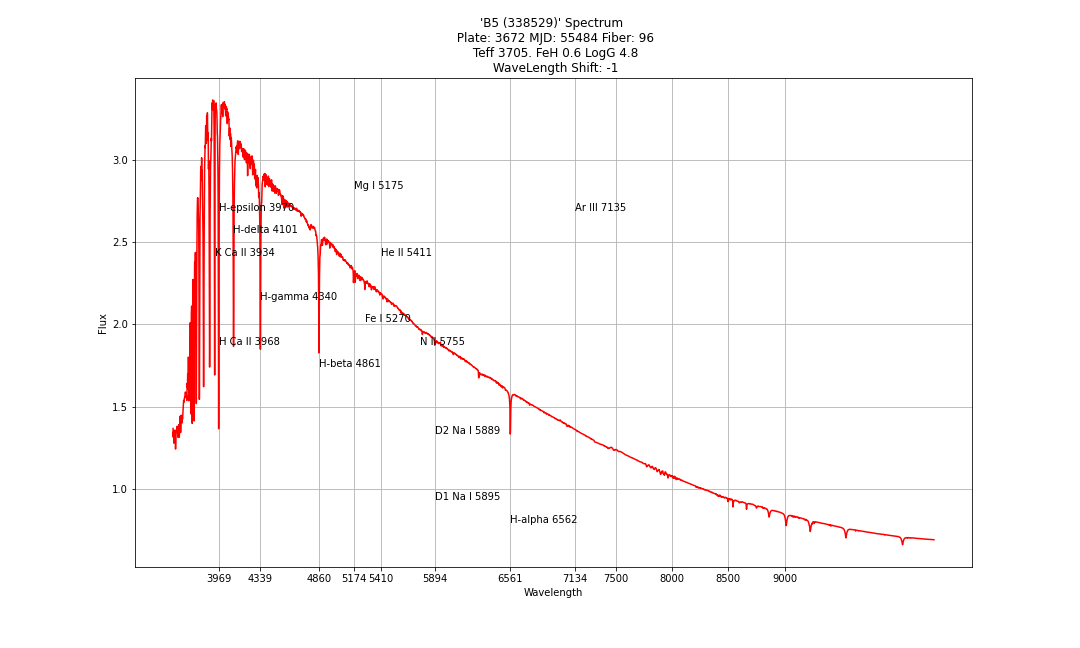 'B5 (338529)' Spectrum
Plate: 3672 MJD: 55484 Fiber: 96
Teff 3705. FeH 0.6 LogG 4.8
WaveLength Shift: -1
Flux
3.0
2.5
2.0
1.5
1.0
Mg I 5175
H-epsilon 3970
Ar III 7135
H-delta 4101
K Ca II 3934
He II 5411
H-gamma 4340
Fe I 5270
H Ca II 3968
N II 5755
H-beta 4861
D2 Na I 5889
D1 Na I 5895
H-alpha 6562
3969 4339 4860 5174 5410 5894 6561 7134 7500 8000 8500 9000
Wavelength